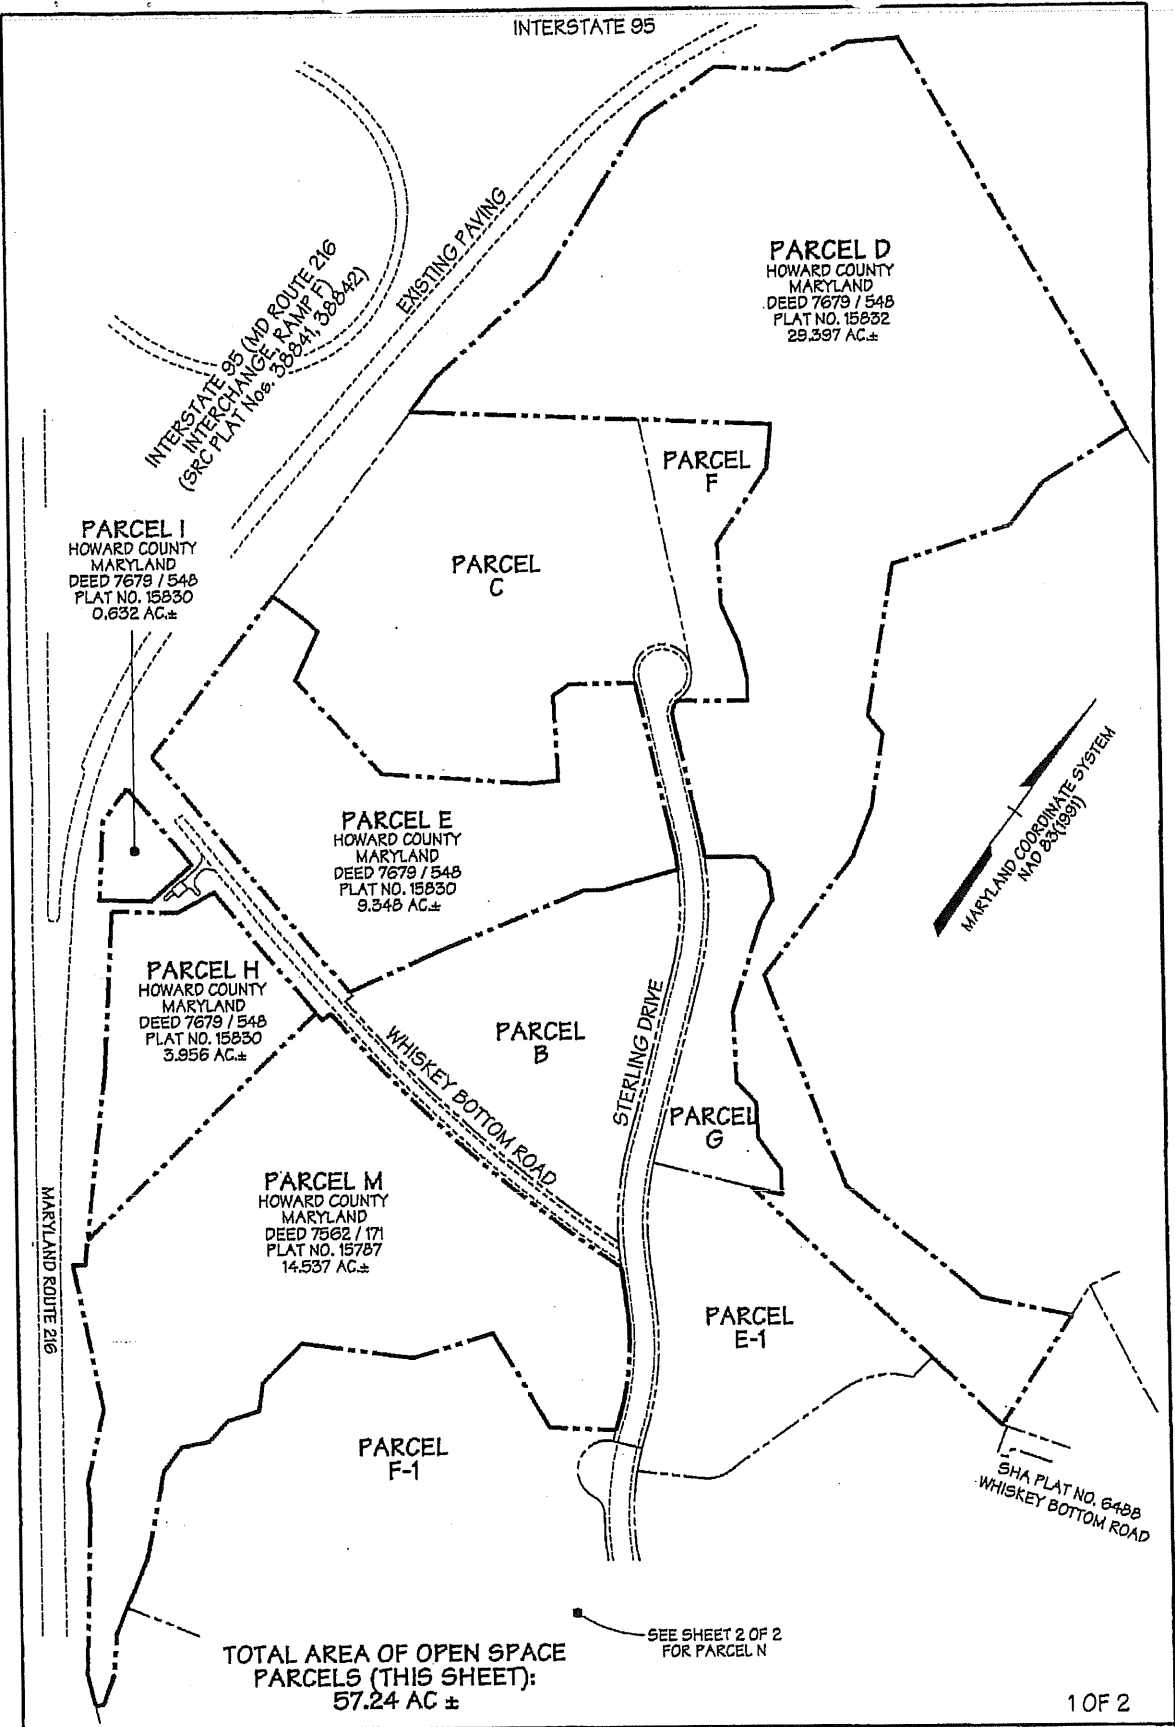 INTERSTATE 95
EXISTING PAVING
INTERSTATE 95 (MD ROUTE 216
INTERCHANGE, RAMP F)
(SRC PLAT Nos. 38841, 38842)
PARCEL D
HOWARD COUNTY
MARYLAND
DEED 7679 / 548
PLAT NO. 15832
29.397 AC.±
PARCEL
F
PARCEL I
HOWARD COUNTY
MARYLAND
DEED 7679 / 548
PLAT NO. 15830
0.632 AC.±
PARCEL
C
MARYLAND COORDINATE SYSTEM
NAD 83(1991)
PARCEL E
HOWARD COUNTY
MARYLAND
DEED 7679 / 548
PLAT NO. 15830
9.348 AC.±
PARCEL H
HOWARD COUNTY
MARYLAND
DEED 7679 / 548
PLAT NO. 15830
3.956 AC.±
WHISKEY BOTTOM ROAD
PARCEL
B
STERLING DRIVE
PARCEL
G
PARCEL M
HOWARD COUNTY
MARYLAND
DEED 7562 / 171
PLAT NO. 15787
14.537 AC.±
MARYLAND ROUTE 216
PARCEL
E-1
PARCEL
F-1
SHA PLAT NO. 6488
WHISKEY BOTTOM ROAD
SEE SHEET 2 OF 2
FOR PARCEL N
TOTAL AREA OF OPEN SPACE
PARCELS (THIS SHEET):
57.24 AC ±
1 OF 2